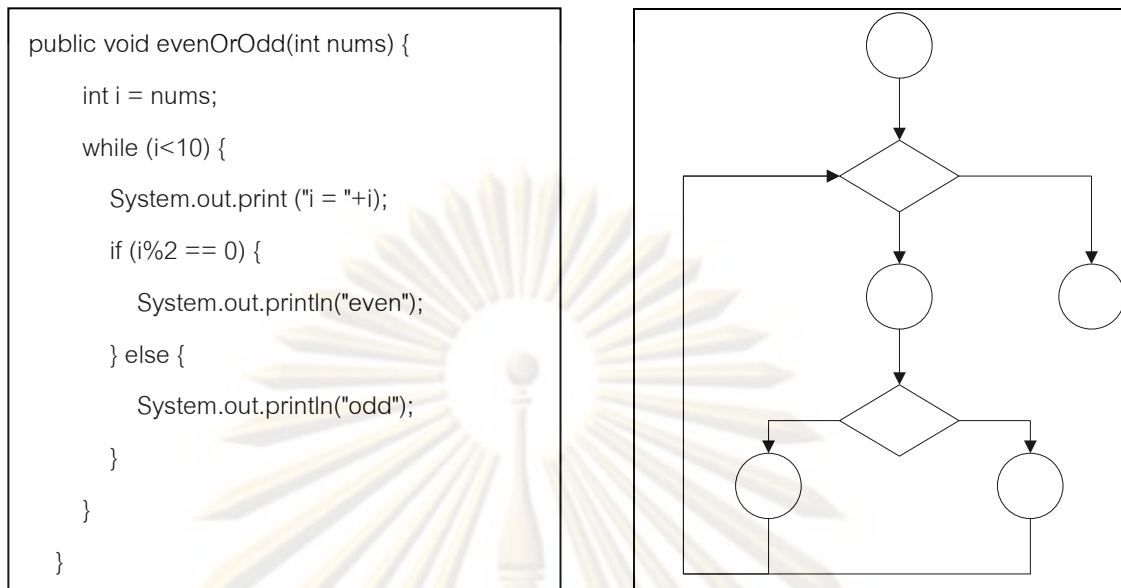 public void evenOrOdd(int nums) {
int i = nums;
while (i<10) {
System.out.print ("i = "+i);
if (i%2 == 0) {
System.out.println("even");
} else {
System.out.println("odd");
}
}
}